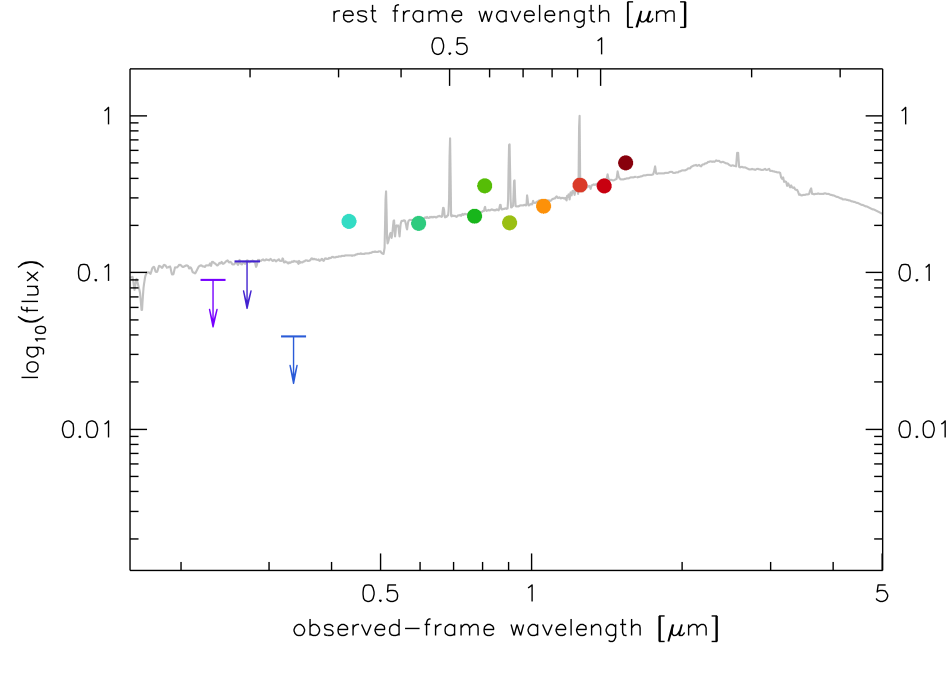 rest frame wavelength [μm]
0.5 1
1 1
0.1 0.1
log10(flux)
0.01 0.01
0.5 1 5
observed-frame wavelength [μm]